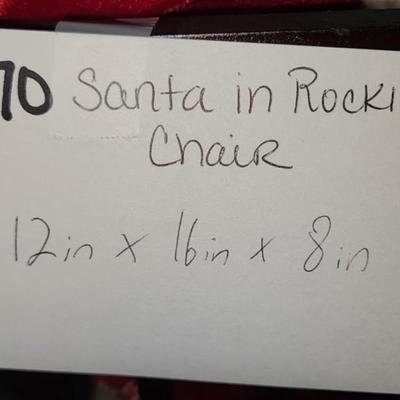 70 Santa in Rocki
Chair
12in x 16in x 8in